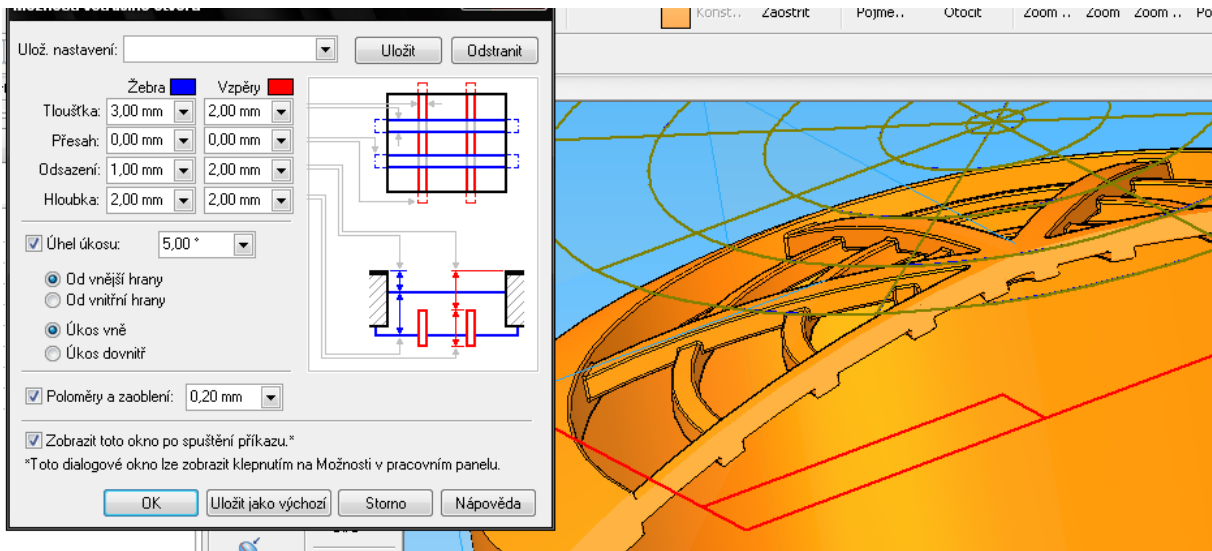 Možnosti větracího otvoru
Konst.. Zaostřit Pojme.. Otočit Zoom .. Zoom Zoom ..
Ulož. nastavení: Uložit Odstranit
Žebra Vzpěry
Tloušťka: 3,00 mm 2,00 mm
Přesah: 0,00 mm 0,00 mm
Odsazení: 1,00 mm 2,00 mm
Hloubka: 2,00 mm 2,00 mm
Úhel úkosu: 5,00 °
Od vnější hrany
Od vnitřní hrany
Úkos vně
Úkos dovnitř
Poloměry a zaoblení: 0,20 mm
Zobrazit toto okno po spuštění příkazu.*
*Toto dialogové okno lze zobrazit klepnutím na Možnosti v pracovním panelu.
OK Uložit jako výchozí Storno Nápověda